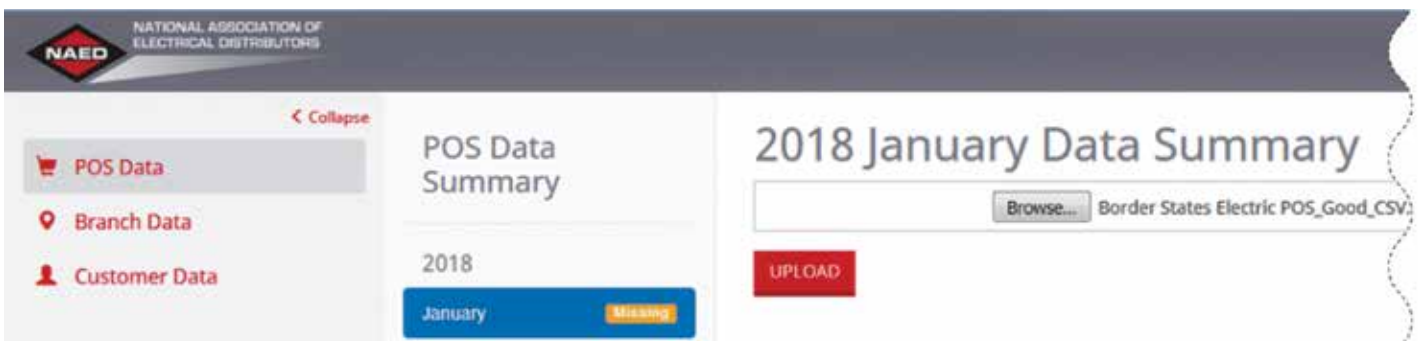 NATIONAL ASSOCIATION OF
ELECTRICAL DISTRIBUTORS
NAED
< Collapse
POS Data
Branch Data
Customer Data
POS Data
Summary
2018
January Missing
2018 January Data Summary
Browse... Border States Electric POS_Good_CSV.
UPLOAD